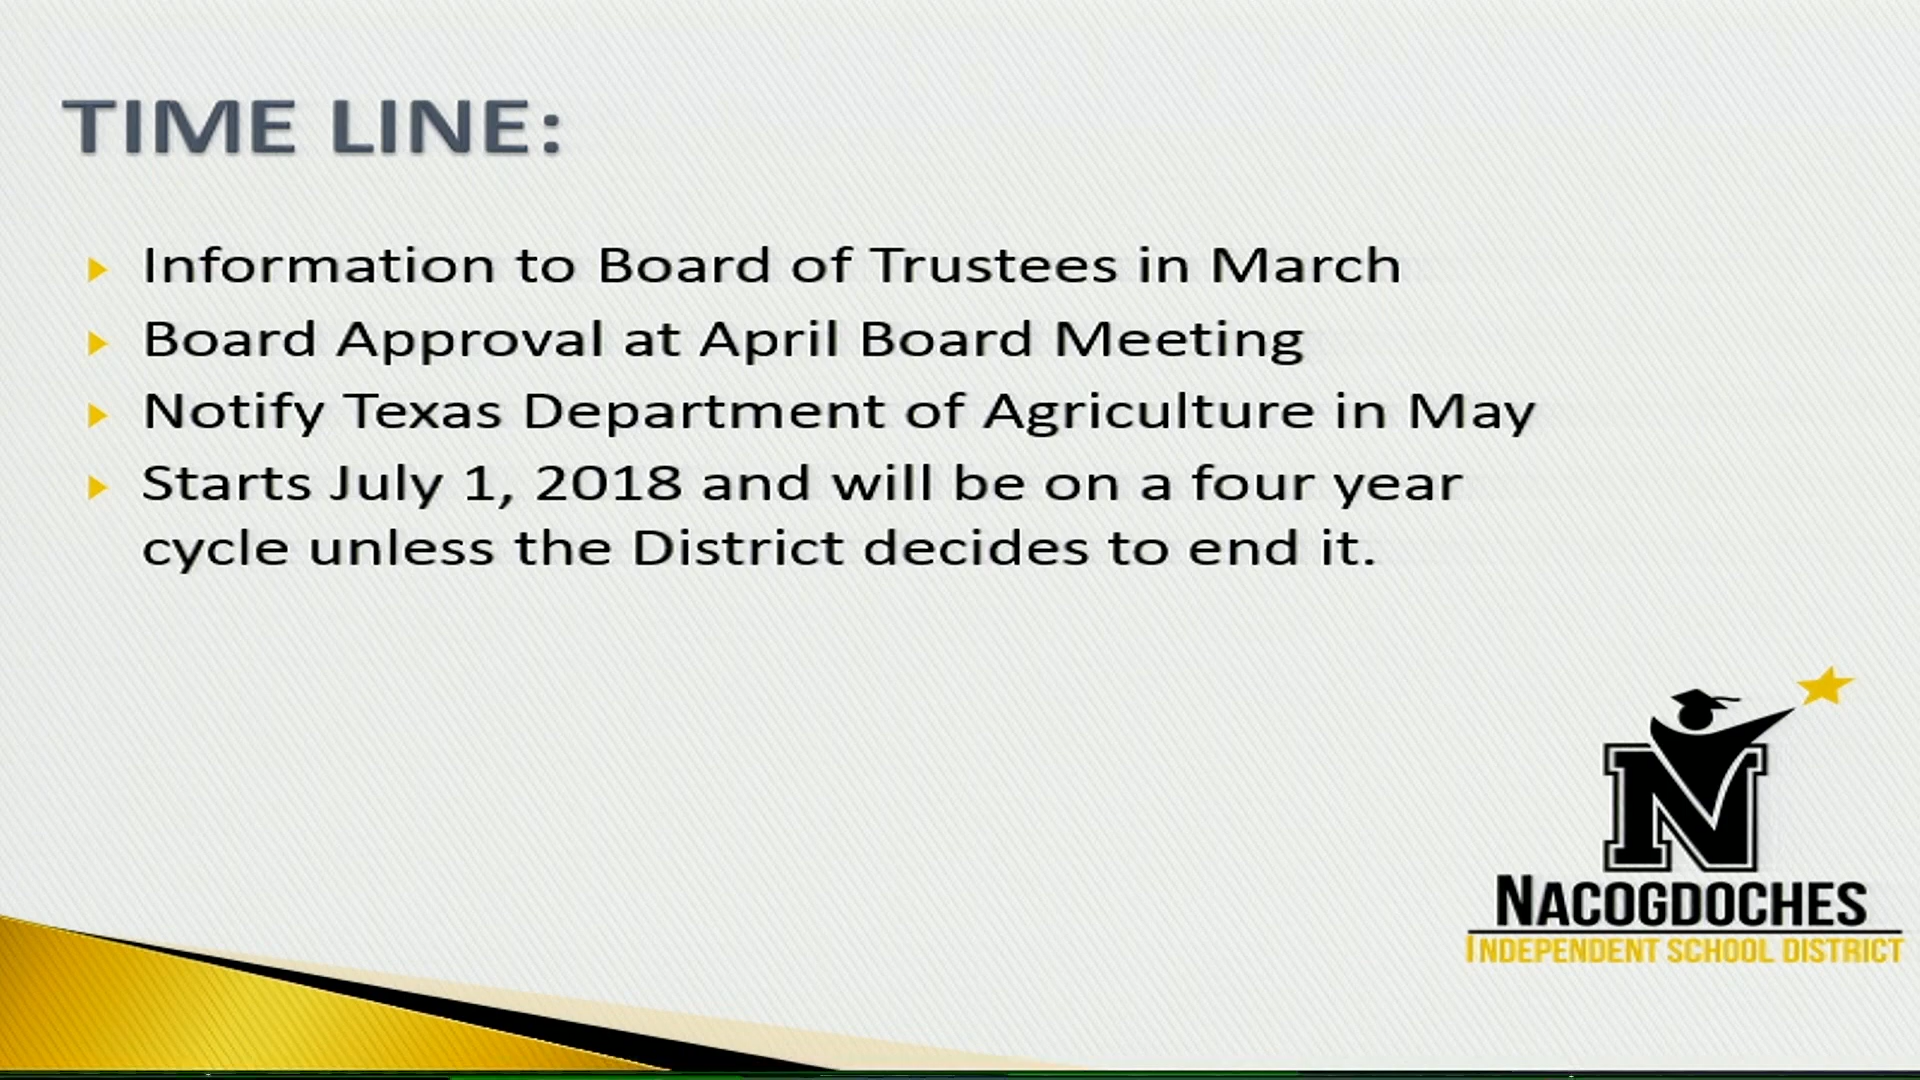 TIME LINE:
Information to Board of Trustees in March
Board Approval at April Board Meeting
Notify Texas Department of Agriculture in May
Starts July 1, 2018 and will be on a four year
cycle unless the District decides to end it.
N
NACOGDOCHES
INDEPENDENT SCHOOL DISTRICT